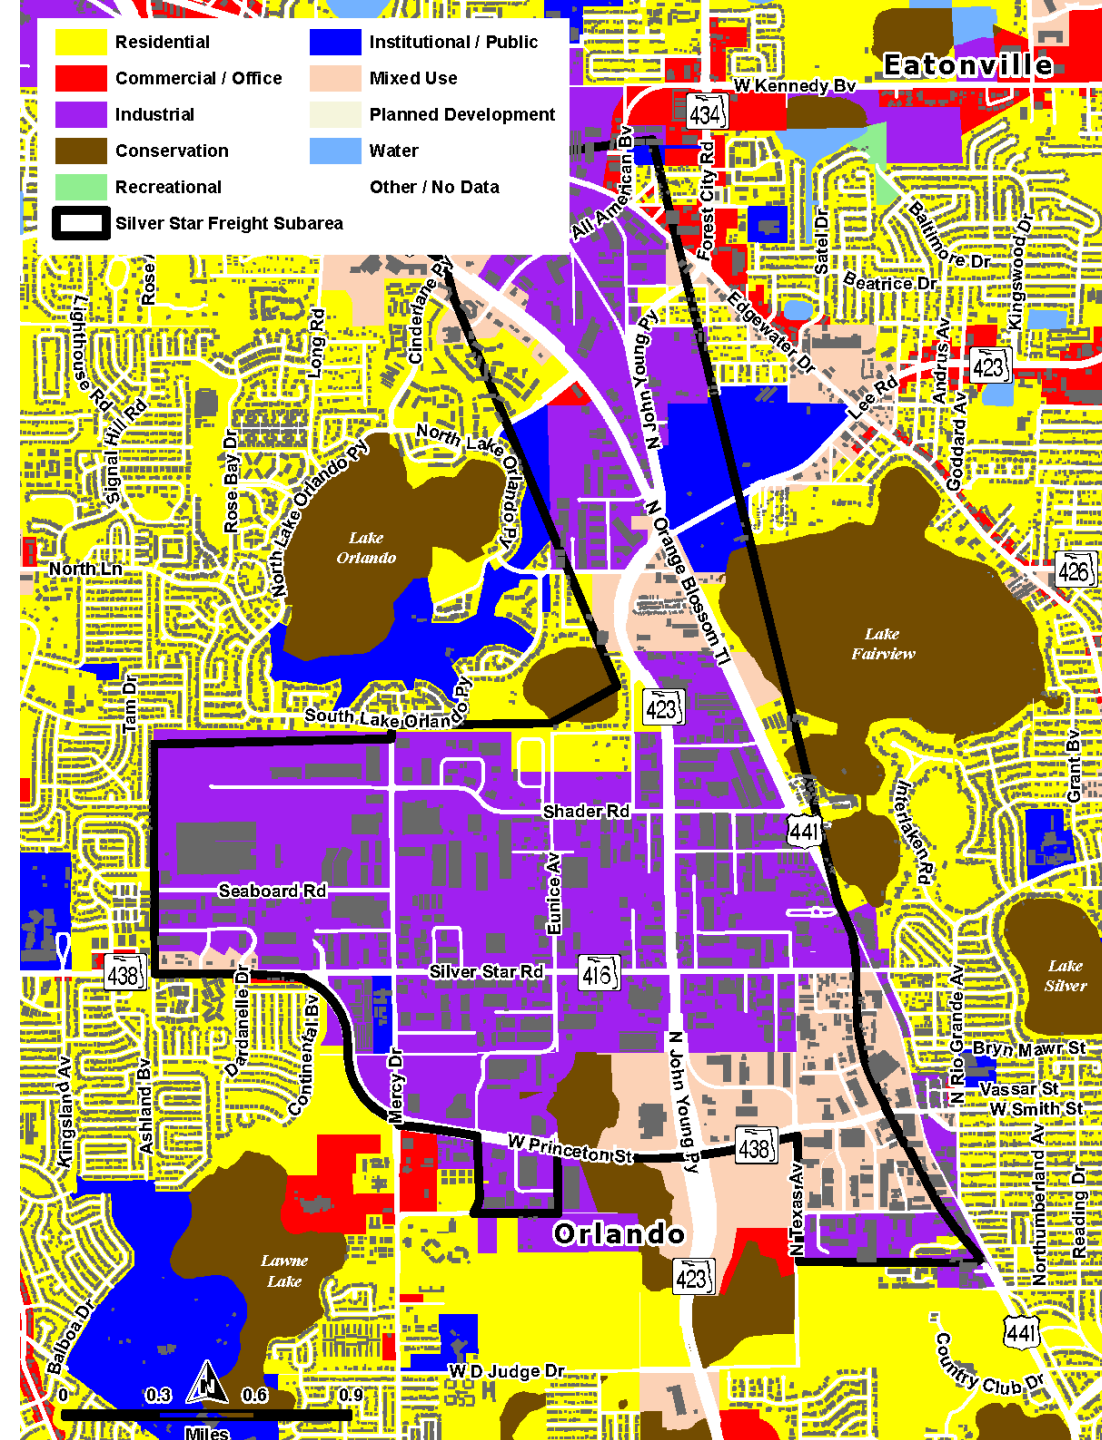 Residential
Institutional / Public
Commercial / Office
Mixed Use
Industrial
Planned Development
Conservation
Water
Recreational
Other / No Data
Silver Star Freight Subarea
Eatonville
W Kennedy Bv
434
All American Bv
Forest City Rd
All American Bv
Satel Dr
Baltimore Dr
Kingswood Dr
Beatrice Dr
Rose
Lighthouse Rd
Long Rd
Cinderlane Py
N John Young Py
Edgewater Dr
Andrus Av
423
Lee Rd
Goddard Av
Signal Hill Rd
Rose Bay Dr
North Lake Orlando Py
North Lake Orlando Py
Lake
Orlando
N Orange Blossom Tl
North Ln
426
Lake
Fairview
Tam Dr
South Lake Orlando Py
423
Grant Bv
Interlaken Rd
Shader Rd
441
Seaboard Rd
Eunice Av
438
Silver Star Rd
416
Lake
Silver
Dardanelle Dr
Continental Bv
N Rio Grande Av
Bryn Mawr St
Vassar St
W Smith St
Kingsland Av
Ashland Bv
Mercy Dr
N John Young Py
W Princeton St
438
N Texas Av
Northumberland Av
Reading Dr
Orlando
Lawne
Lake
423
441
Balboa Dr
W D Judge Dr
Country Club Dr
N
0 0.3 0.6 0.9
Miles